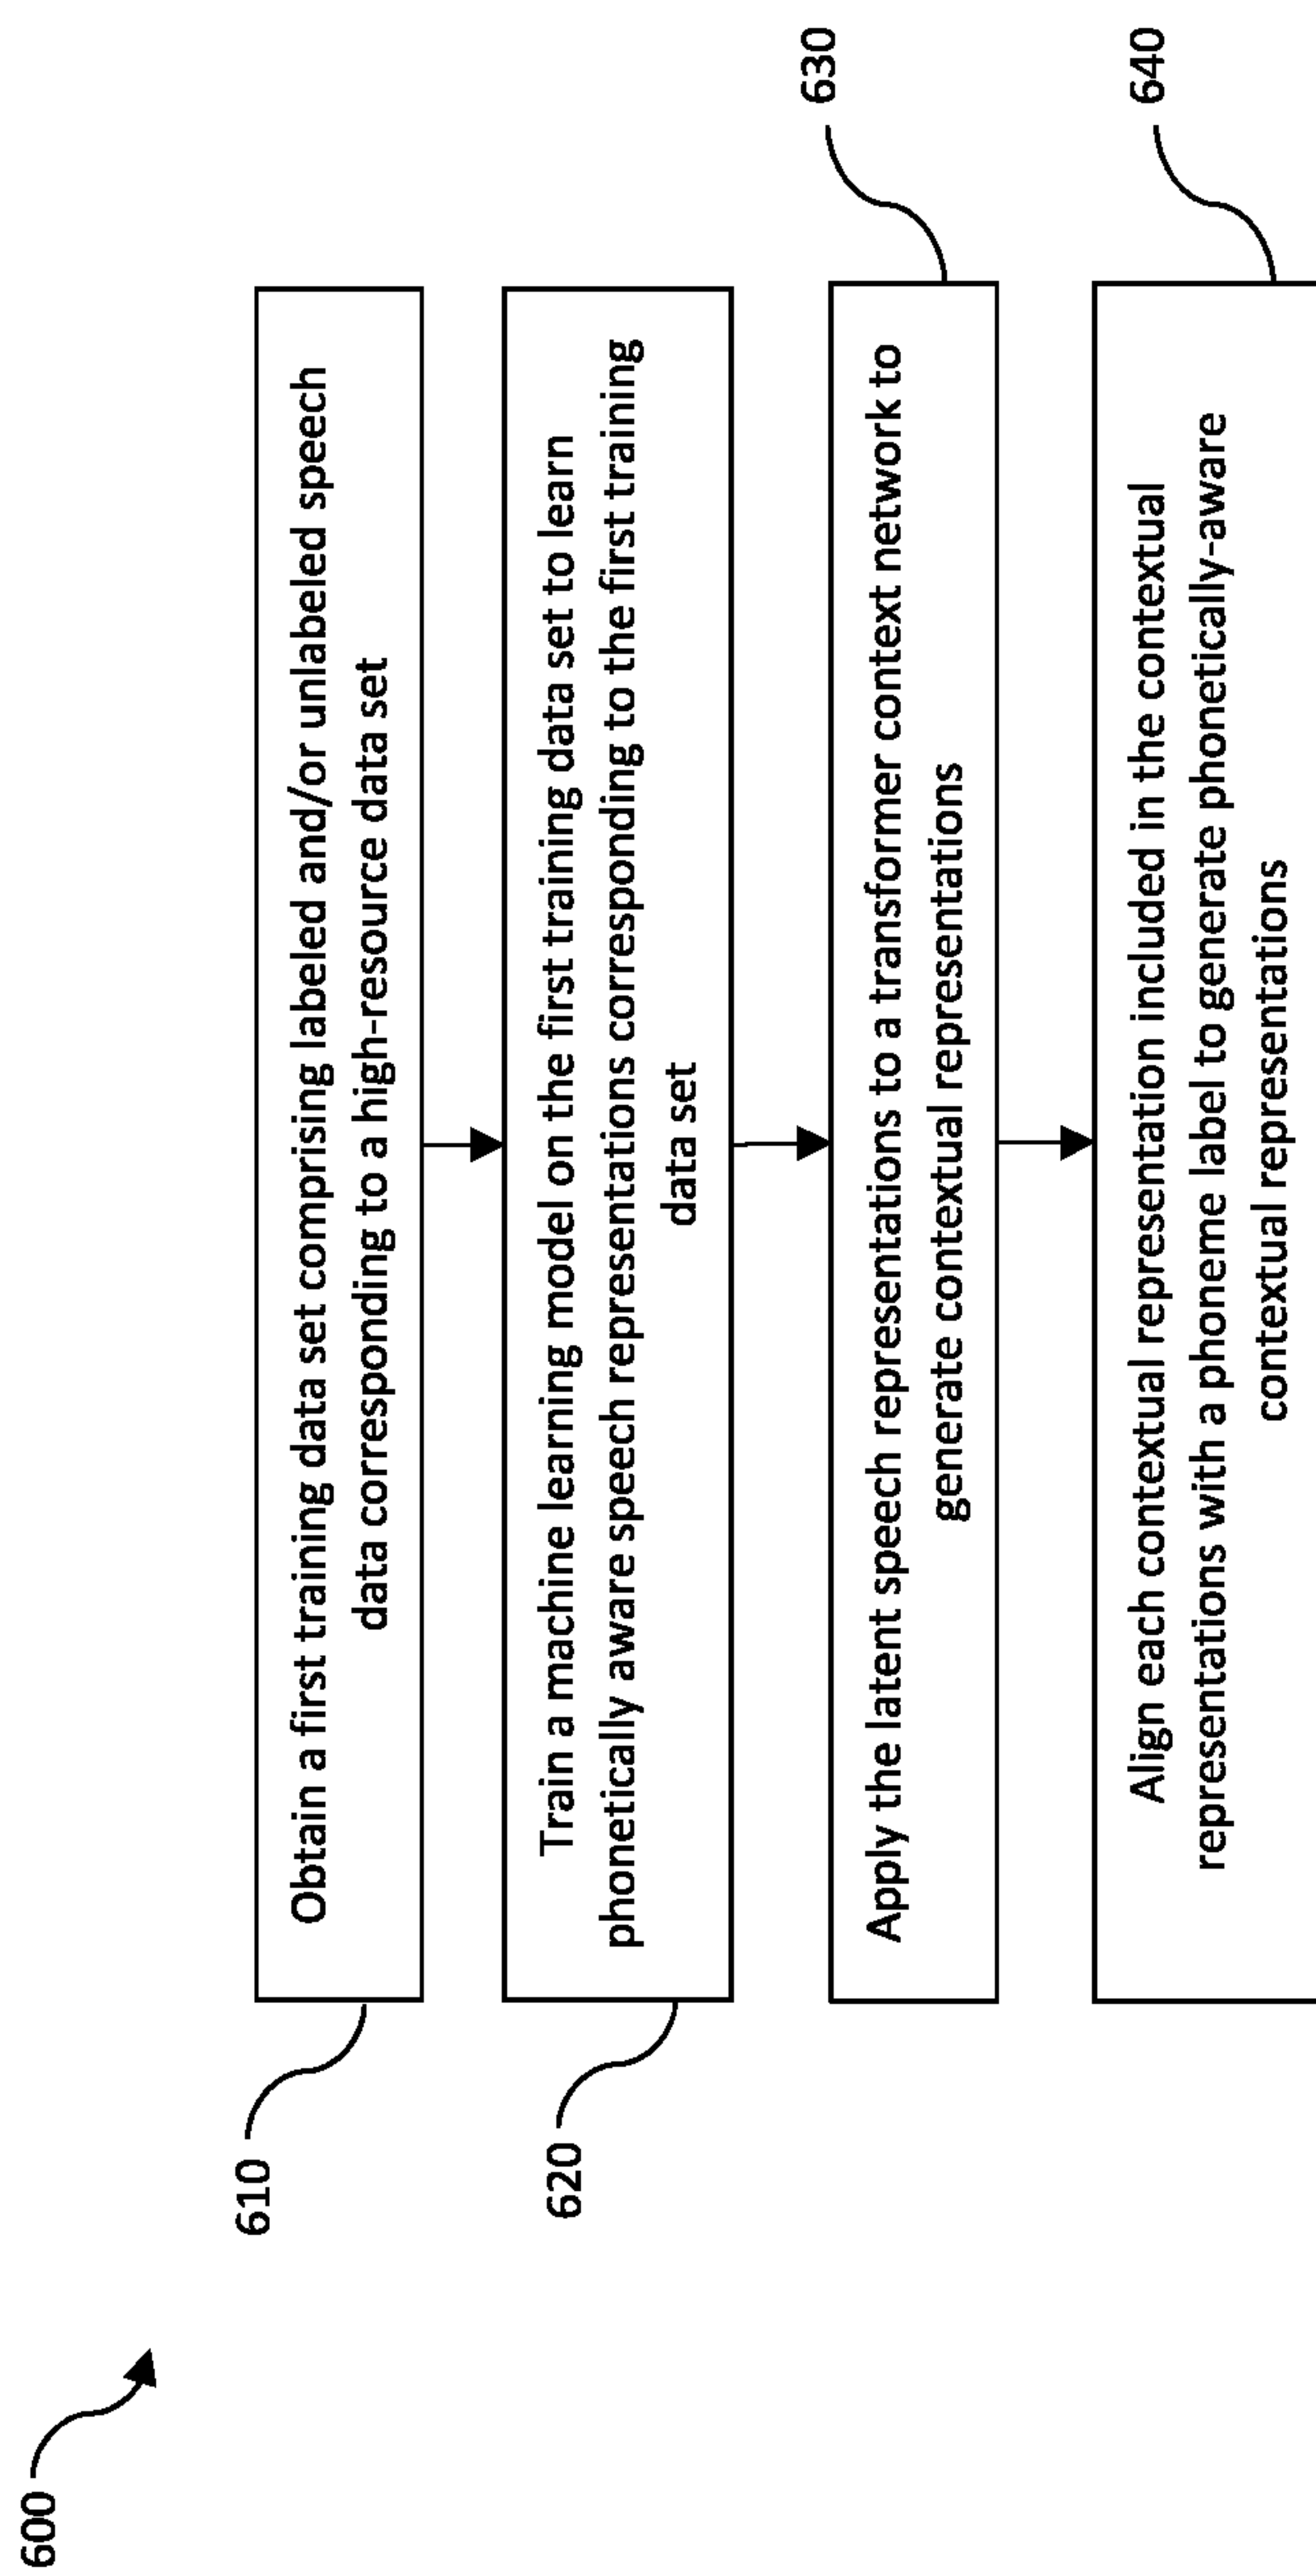 600
610
Obtain a first training data set comprising labeled and/or unlabeled speech
data corresponding to a high-resource data set
620
Train a machine learning model on the first training data set to learn
phonetically aware speech representations corresponding to the first training
data set
630
Apply the latent speech representations to a transformer context network to
generate contextual representations
640
Align each contextual representation included in the contextual
representations with a phoneme label to generate phonetically-aware
contextual representations